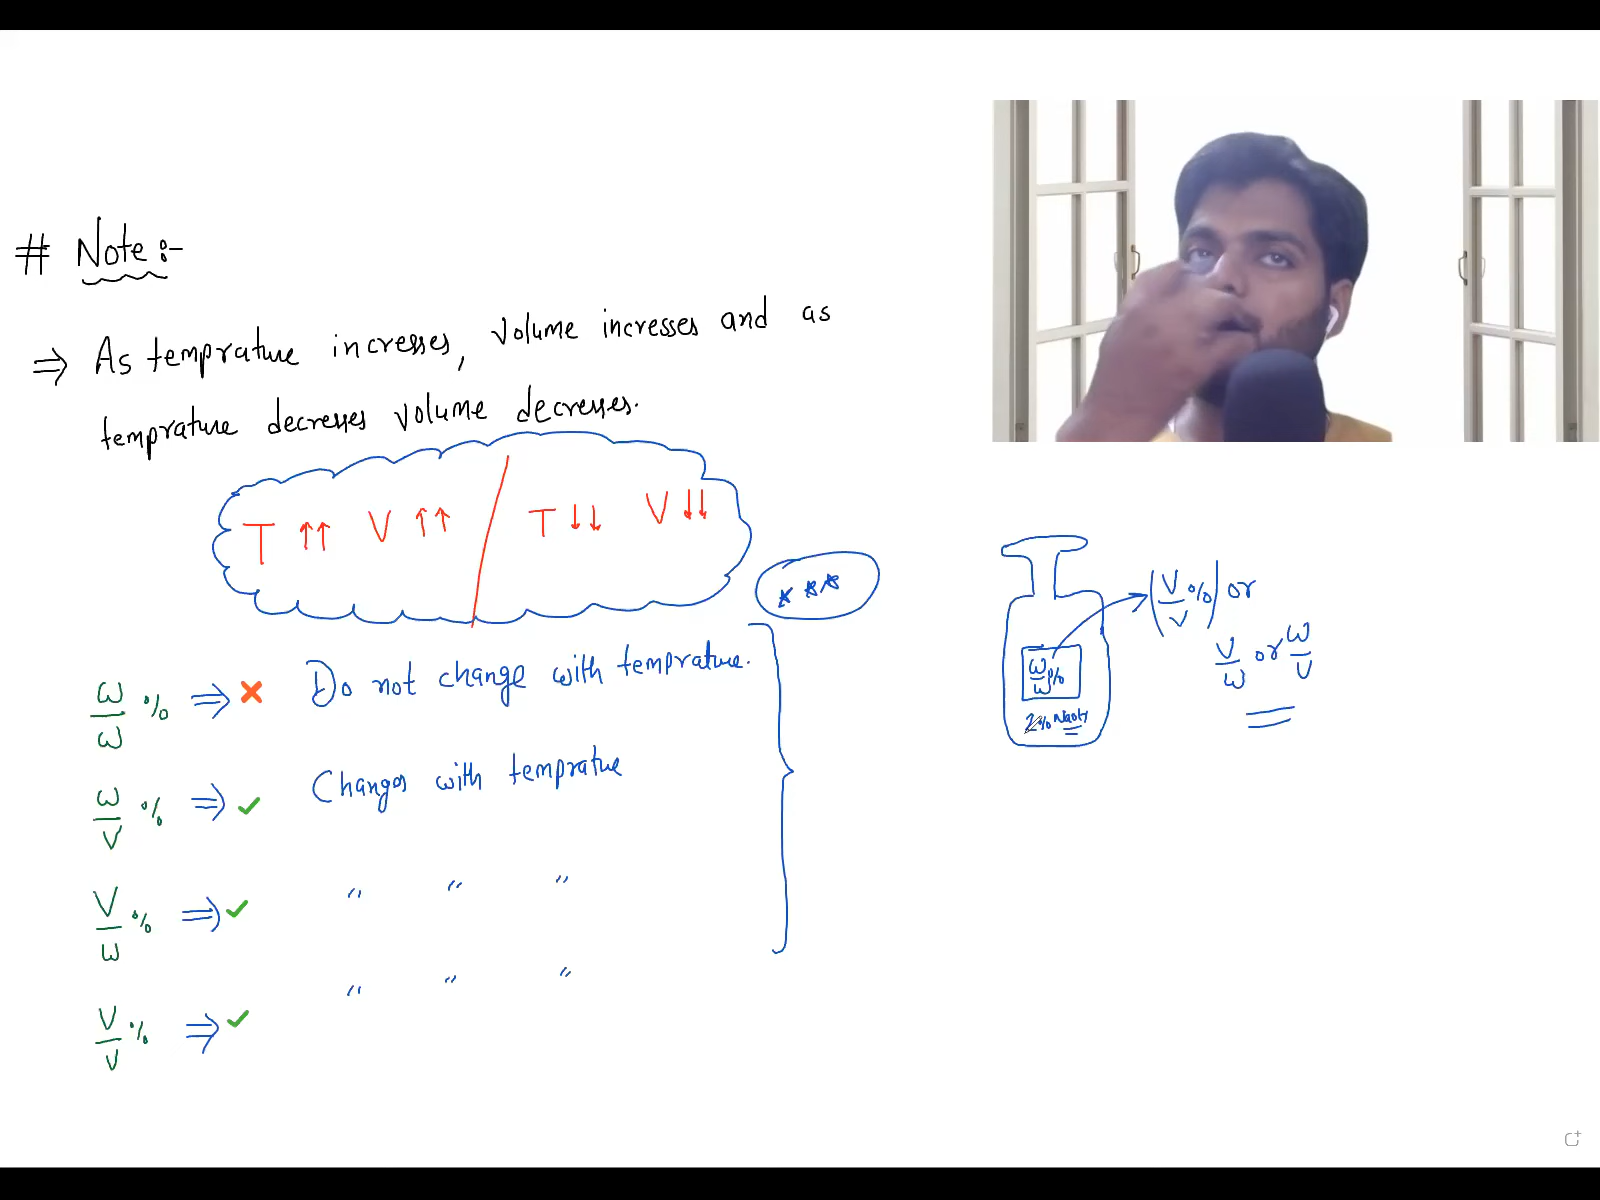 # Note :-
⇒ As temprature increses, volume increses and as
temprature decreses volume decreses.
T ↑↑ V ↑↑ / T ↓↓ V ↓↓
***
w/w % ⇒ ❌ Do not change with temprature.
w/V % ⇒ ✓ Changes with temprature
V/w % ⇒ ✓ " " "
V/V % ⇒ ✓ " " "
(V/V %) or
V/w or w/V
w/w %
2% NaOH